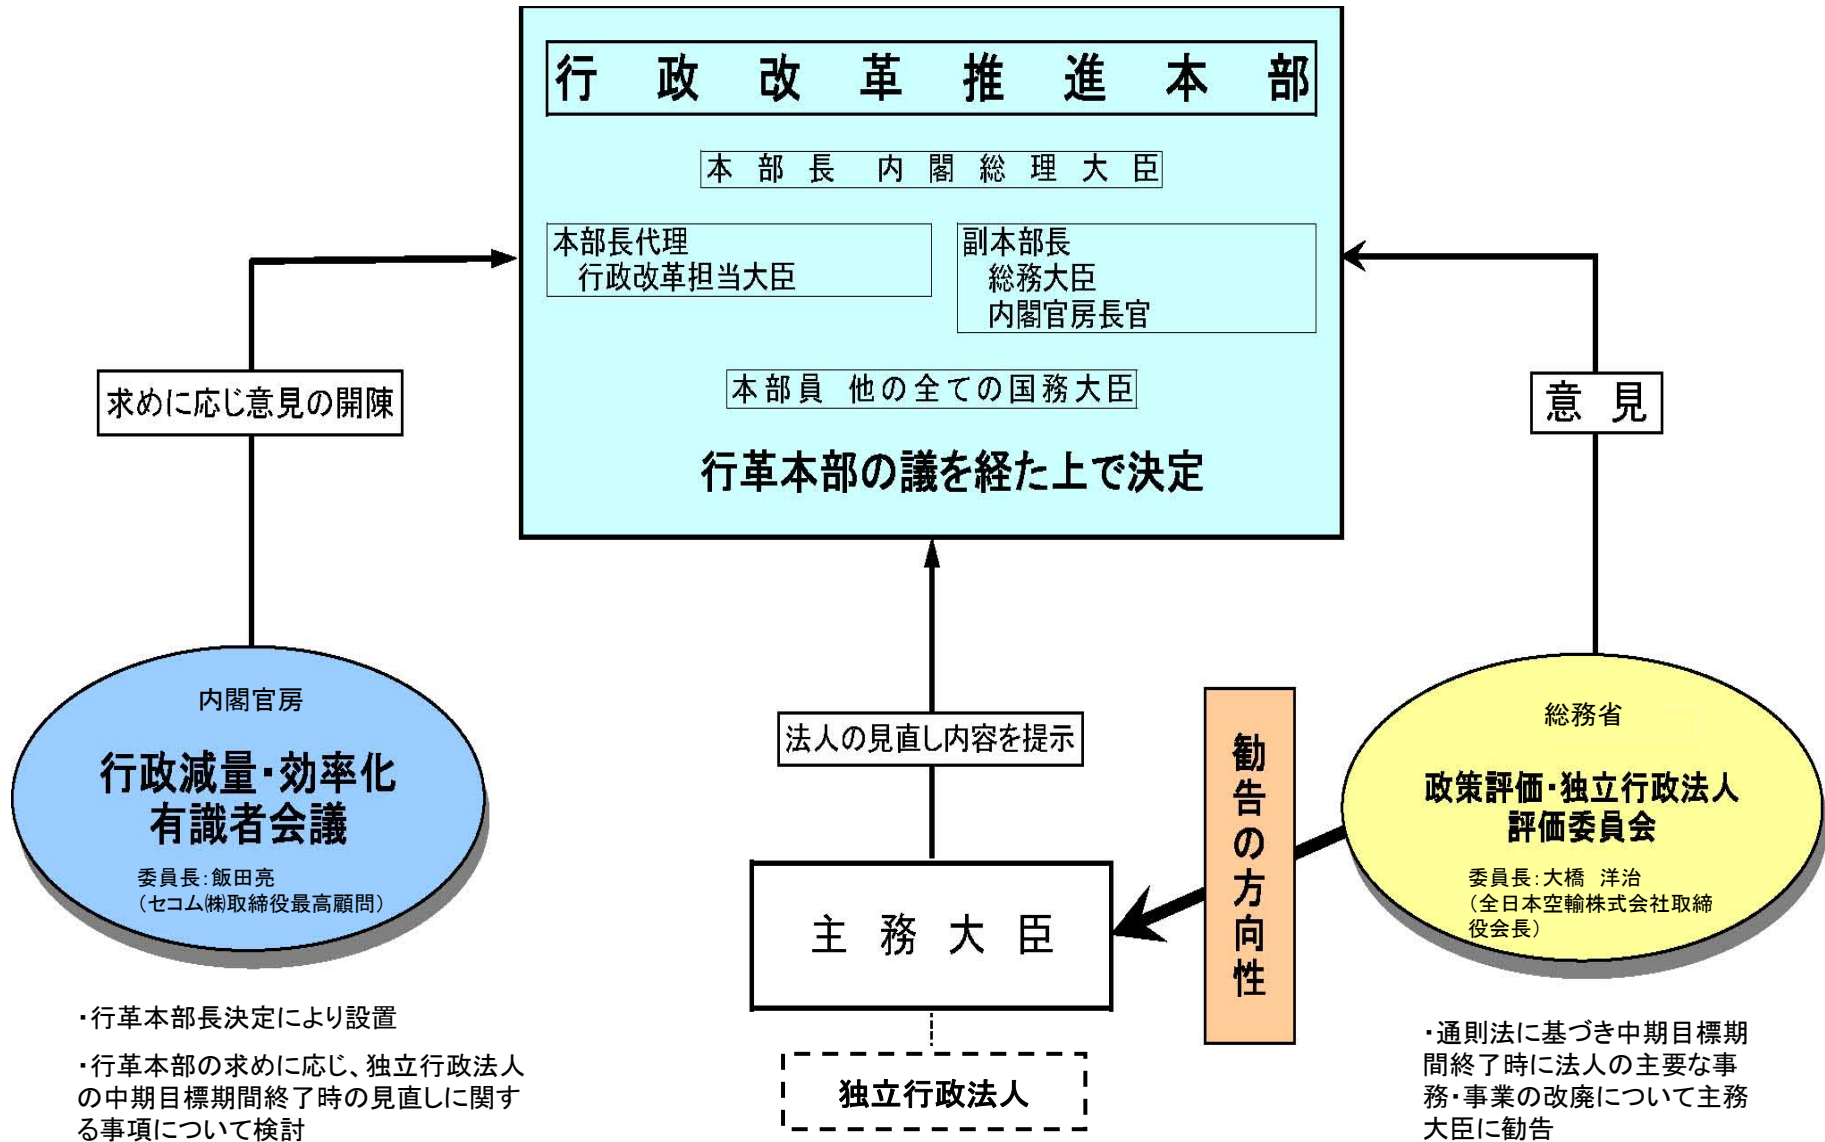 行政改革推進本部
本部長 内閣総理大臣
本部長代理
行政改革担当大臣
副本部長
総務大臣
内閣官房長官
本部員 他の全ての国務大臣
行革本部の議を経た上で決定
求めに応じ意見の開陳
意見
内閣官房
行政減量・効率化
有識者会議
委員長：飯田亮
（セコム㈱取締役最高顧問）
・行革本部長決定により設置
・行革本部の求めに応じ、独立行政法人
の中期目標期間終了時の見直しに関す
る事項について検討
法人の見直し内容を提示
主務大臣
独立行政法人
勧告の方向性
総務省
政策評価・独立行政法人
評価委員会
委員長：大橋 洋治
（全日本空輸株式会社取締
役会長）
・通則法に基づき中期目標期
間終了時に法人の主要な事
務・事業の改廃について主務
大臣に勧告